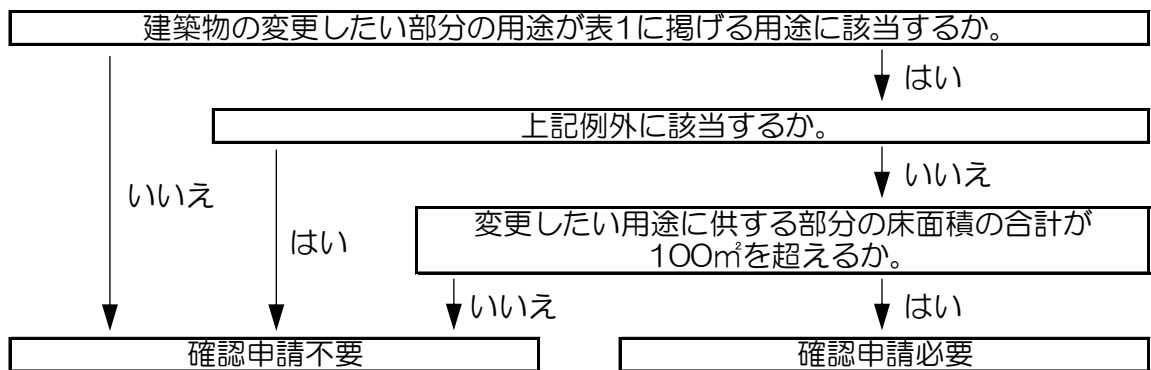 建築物の変更したい部分の用途が表1に掲げる用途に該当するか。
はい
上記例外に該当するか。
いいえ
いいえ
はい
変更したい用途に供する部分の床面積の合計が
100㎡を超えるか。
いいえ
はい
確認申請不要
確認申請必要